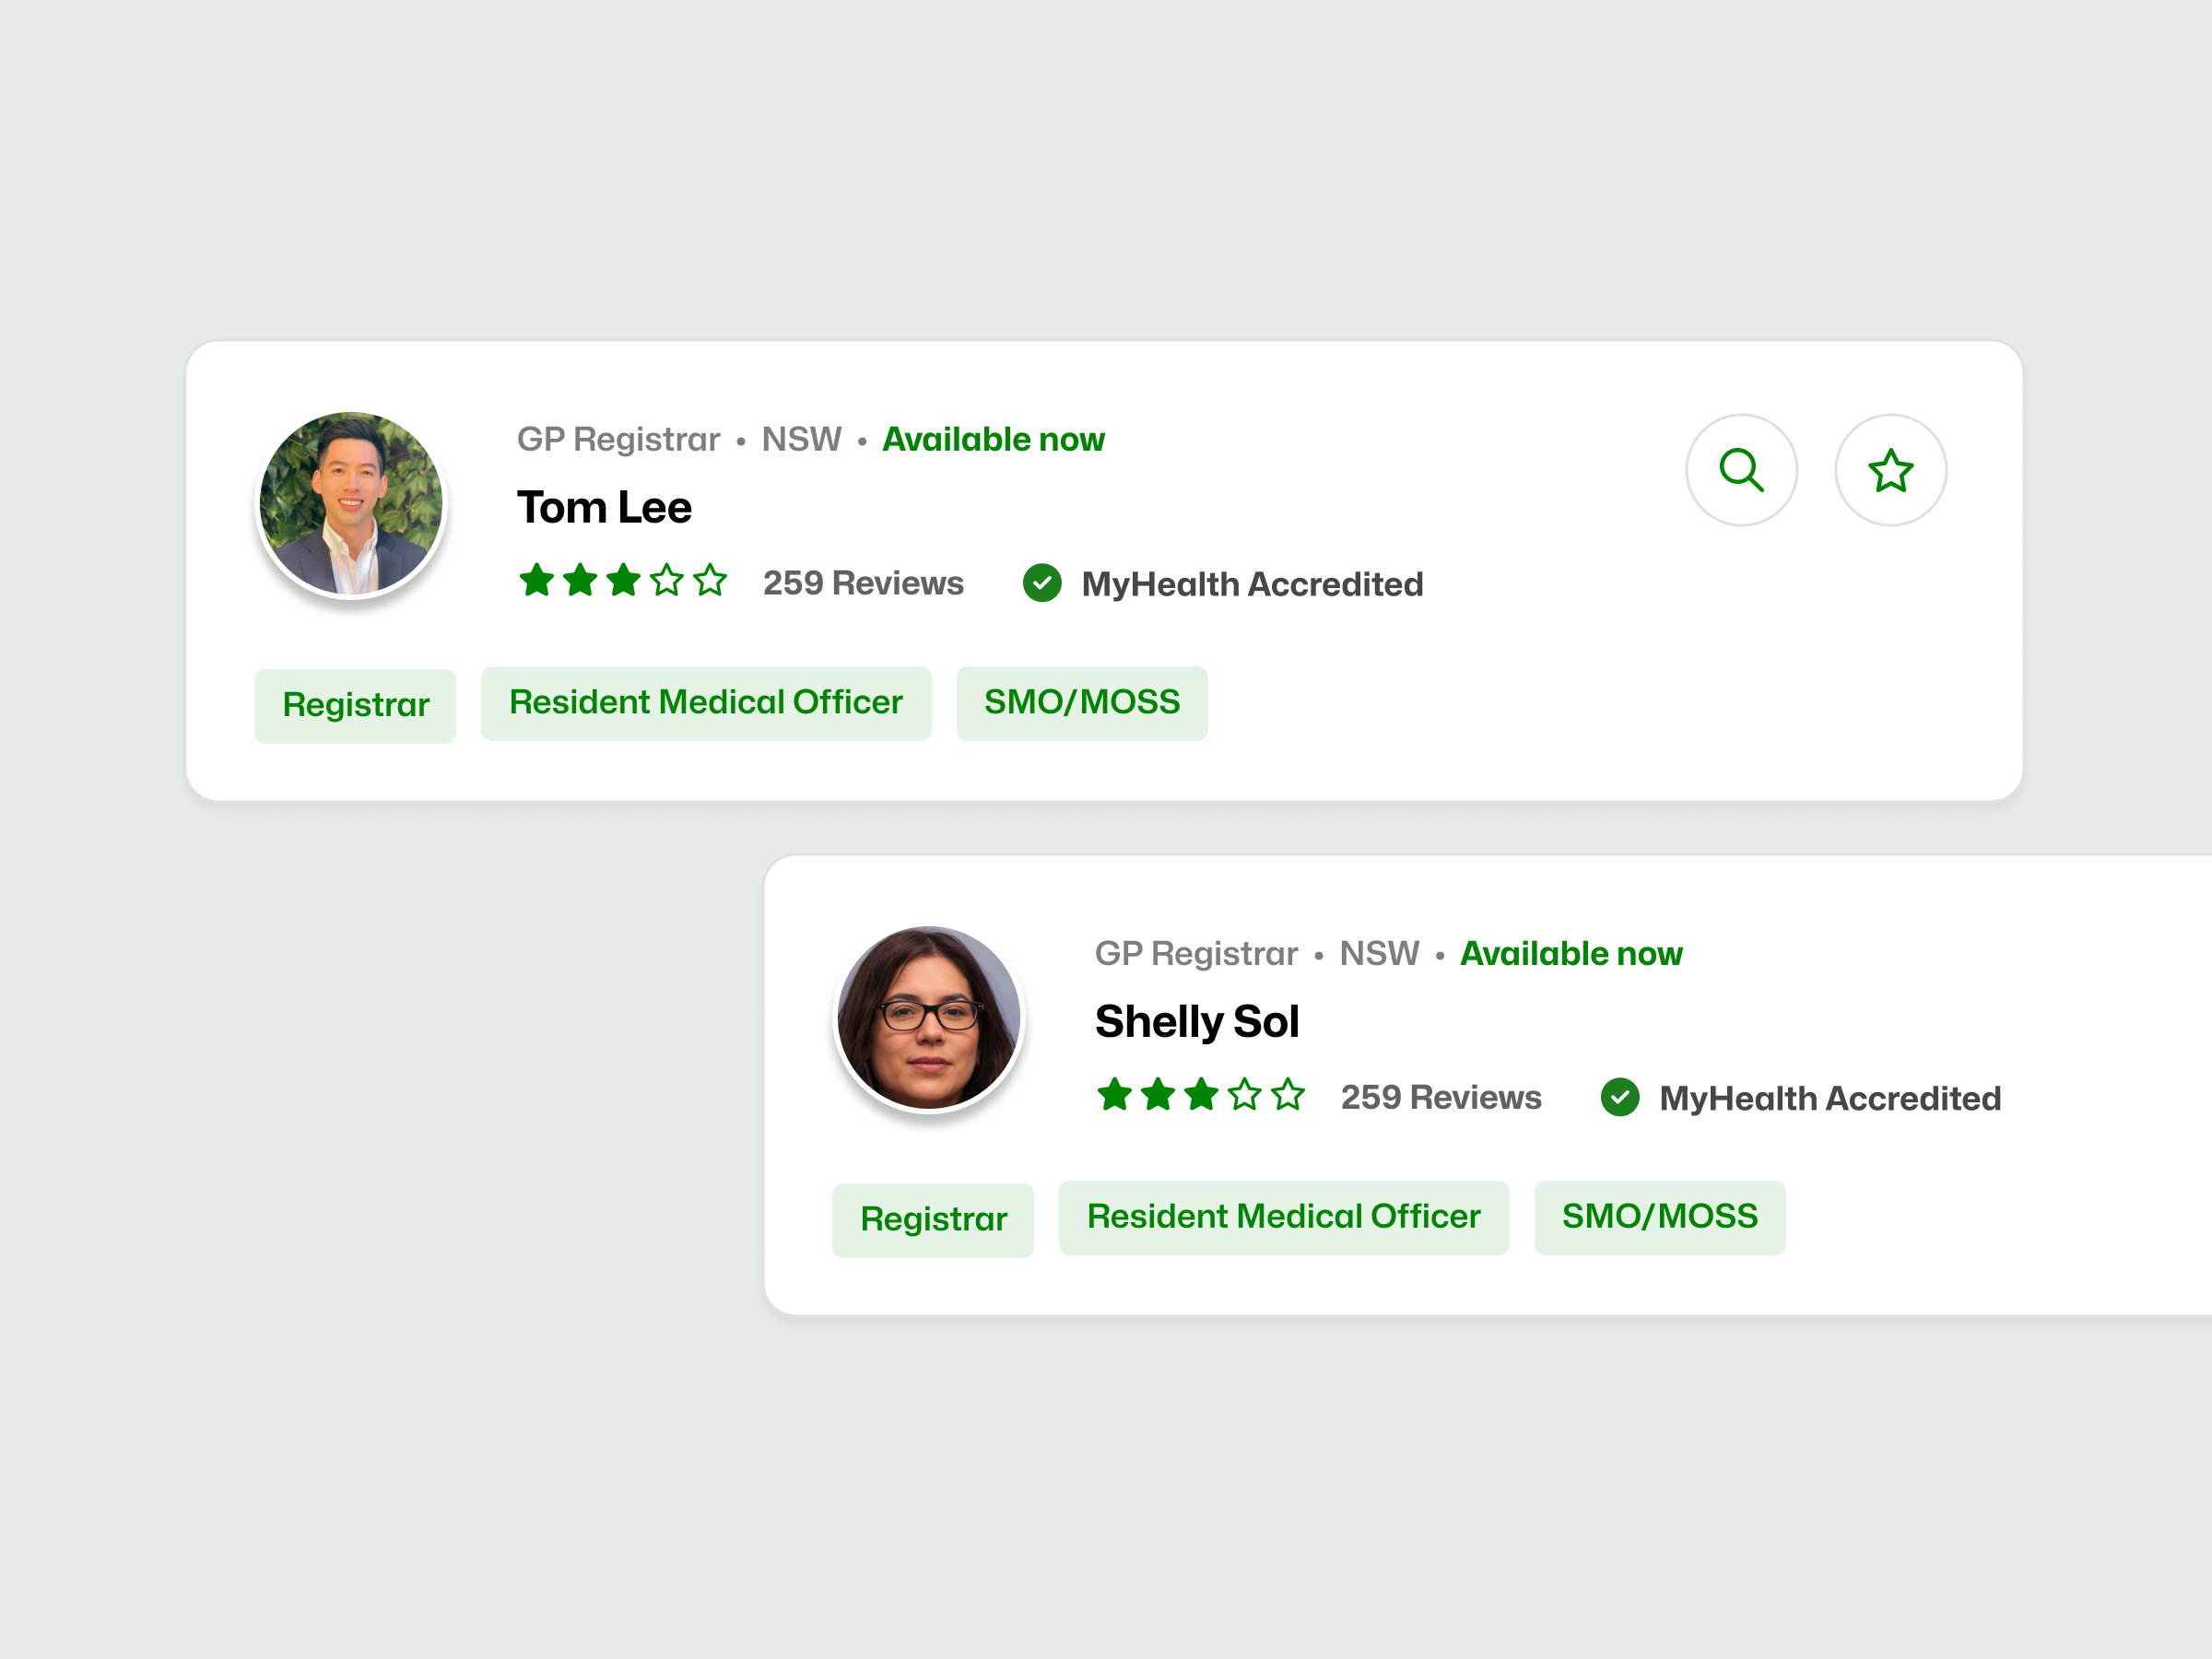 GP Registrar • NSW • Available now
Tom Lee
259 Reviews MyHealth Accredited
Registrar Resident Medical Officer SMO/MOSS
GP Registrar • NSW • Available now
Shelly Sol
259 Reviews MyHealth Accredited
Registrar Resident Medical Officer SMO/MOSS